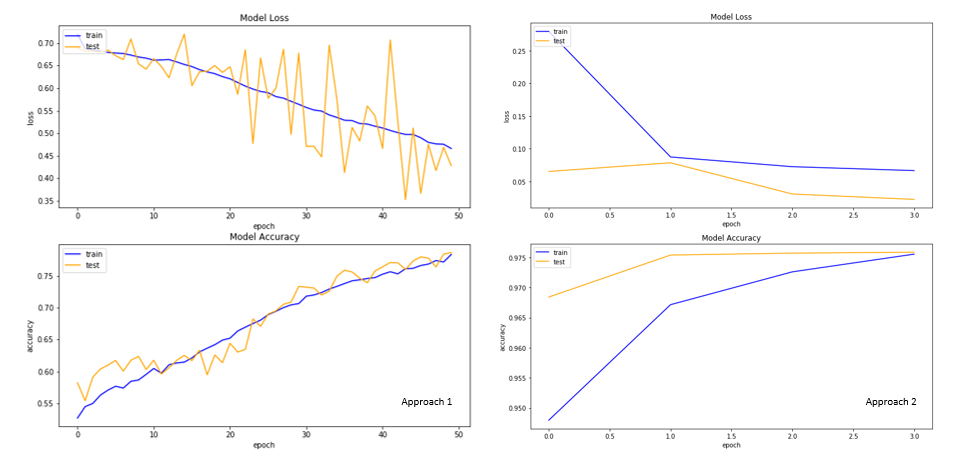 Model Loss
train
test
loss
0.70
0.65
0.60
0.55
0.50
0.45
0.40
0.35
0 10 20 30 40 50
epoch
Model Accuracy
train
test
accuracy
0.75
0.70
0.65
0.60
0.55
0 10 20 30 40 50
epoch
Approach 1
Model Loss
train
test
loss
0.25
0.20
0.15
0.10
0.05
0.0 0.5 1.0 1.5 2.0 2.5 3.0
epoch
Model Accuracy
train
test
accuracy
0.975
0.970
0.965
0.960
0.955
0.950
0.0 0.5 1.0 1.5 2.0 2.5 3.0
epoch
Approach 2